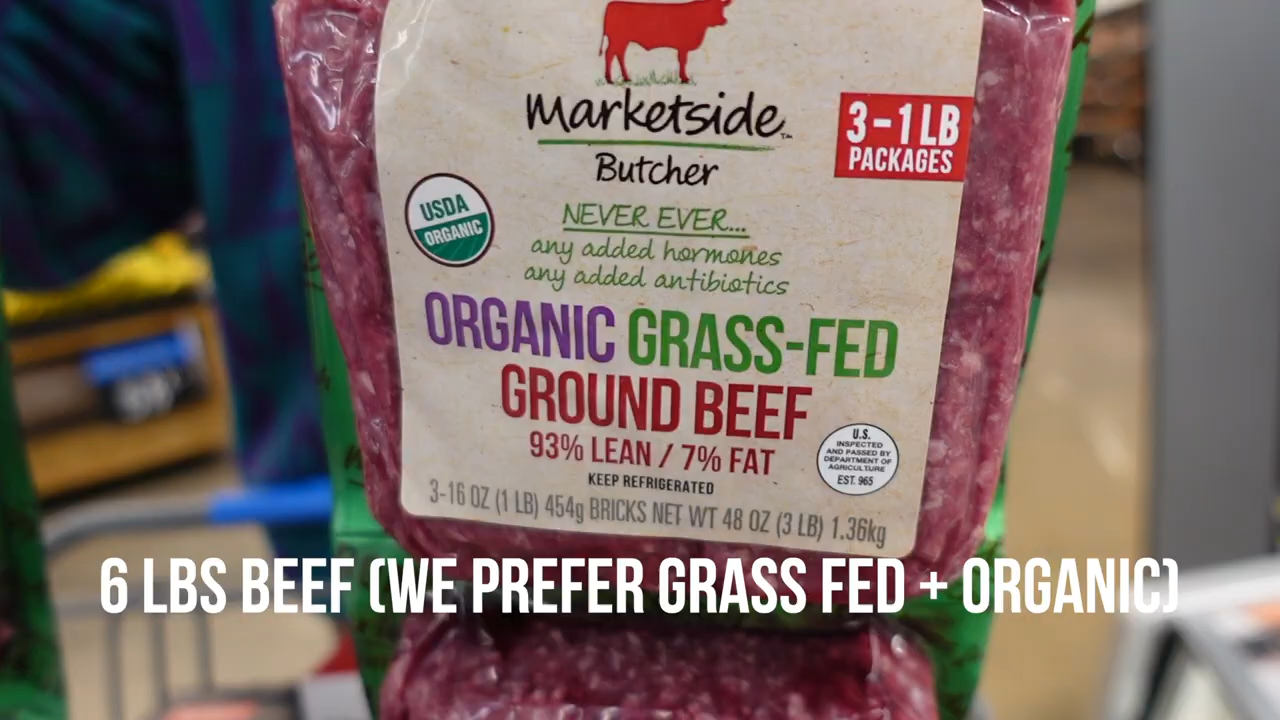 Marketside™
Butcher
3-1 LB
PACKAGES
USDA
ORGANIC
NEVER EVER...
any added hormones
any added antibiotics
ORGANIC GRASS-FED
GROUND BEEF
93% LEAN / 7% FAT
KEEP REFRIGERATED
3-16 OZ (1 LB) 454g BRICKS NET WT 48 OZ (3 LB) 1.36kg
U.S.
INSPECTED
AND PASSED BY
DEPARTMENT OF
AGRICULTURE
EST. 965
6 LBS BEEF (WE PREFER GRASS FED + ORGANIC)